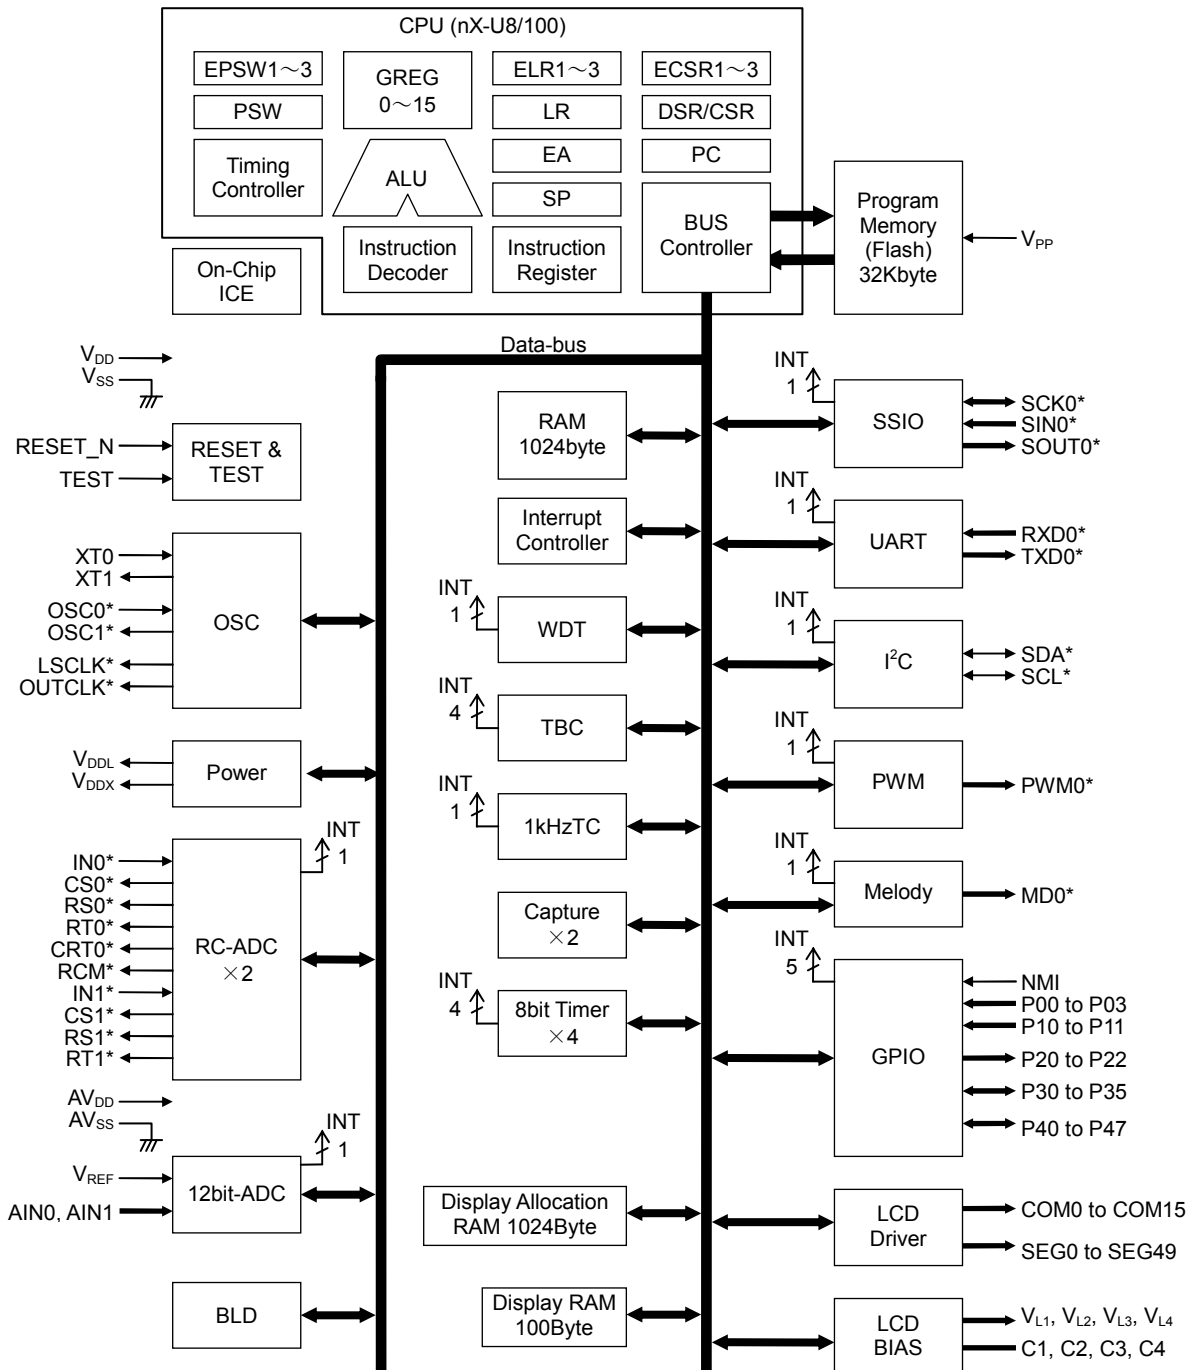 CPU (nX-U8/100)
EPSW1～3
GREG
0～15
ELR1～3
ECSR1～3
PSW
LR
DSR/CSR
Timing
Controller
ALU
EA
PC
SP
BUS
Controller
Instruction
Decoder
Instruction
Register
On-Chip
ICE
Program
Memory
(Flash)
32Kbyte
VPP
Data-bus
VDD
VSS
RESET_N
TEST
RESET &
TEST
XT0
XT1
OSC0*
OSC1*
LSCLK*
OUTCLK*
OSC
VDDL
VDDX
Power
IN0*
CS0*
RS0*
RT0*
CRT0*
RCM*
IN1*
CS1*
RS1*
RT1*
RC-ADC
×2
INT
1
AVDD
AVSS
VREF
AIN0, AIN1
12bit-ADC
INT
1
BLD
RAM
1024byte
Interrupt
Controller
INT
1
WDT
INT
4
TBC
INT
1
1kHzTC
Capture
×2
INT
4
8bit Timer
×4
Display Allocation
RAM 1024Byte
Display RAM
100Byte
INT
1
SSIO
SCK0*
SIN0*
SOUT0*
INT
1
UART
RXD0*
TXD0*
INT
1
I²C
SDA*
SCL*
INT
1
PWM
PWM0*
INT
1
Melody
MD0*
INT
5
GPIO
NMI
P00 to P03
P10 to P11
P20 to P22
P30 to P35
P40 to P47
LCD
Driver
COM0 to COM15
SEG0 to SEG49
LCD
BIAS
VL1, VL2, VL3, VL4
C1, C2, C3, C4